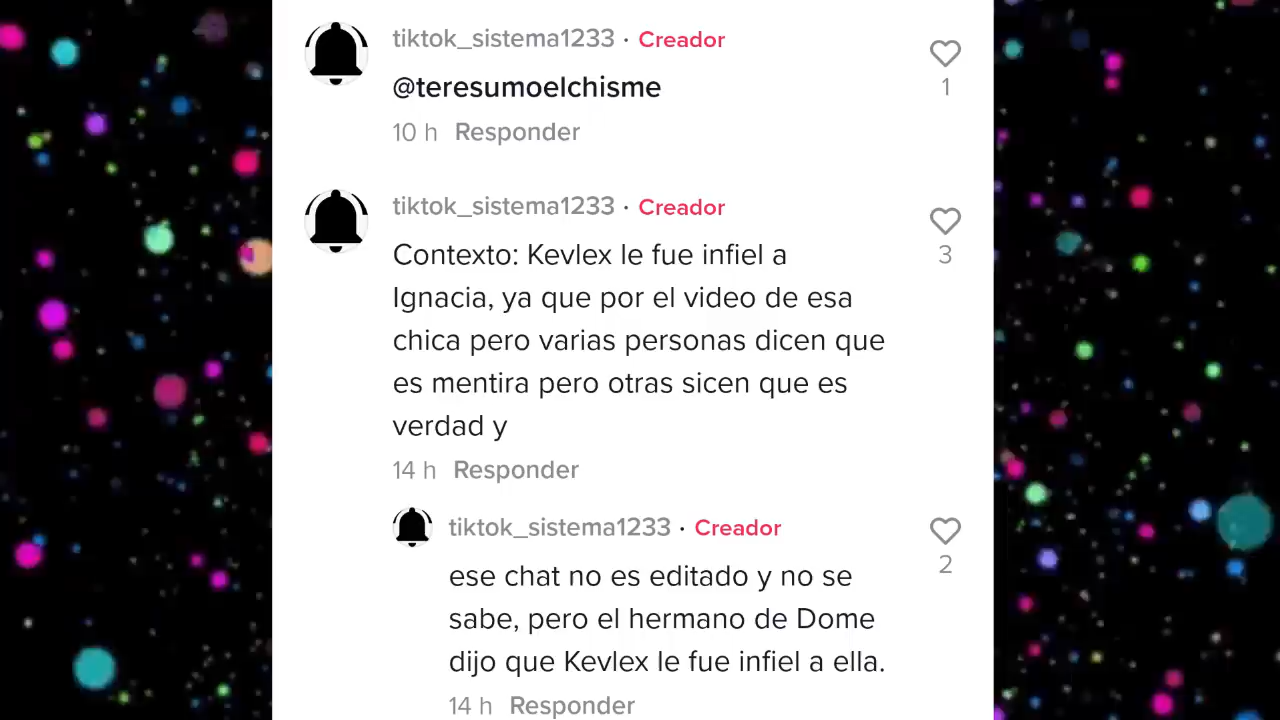 tiktok_sistema1233 · Creador
@teresumoelchisme
1
10 h Responder
tiktok_sistema1233 · Creador
Contexto: Kevlex le fue infiel a
3
Ignacia, ya que por el video de esa
chica pero varias personas dicen que
es mentira pero otras sicen que es
verdad y
14 h Responder
tiktok_sistema1233 · Creador
2
ese chat no es editado y no se
sabe, pero el hermano de Dome
dijo que Kevlex le fue infiel a ella.
14 h Responder